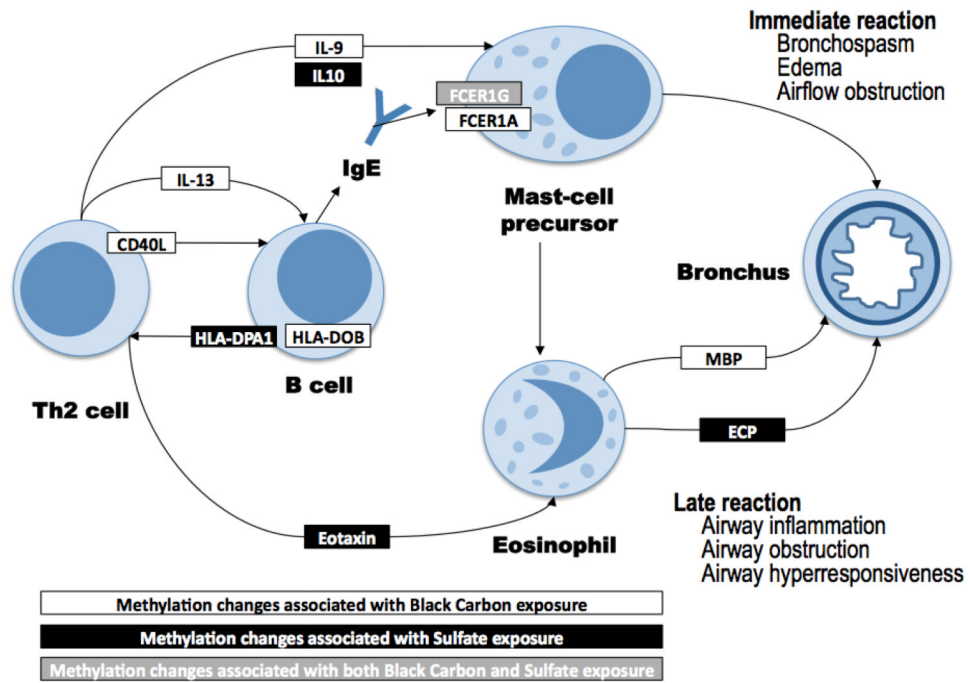 IL-9
IL10
Immediate reaction
Bronchospasm
Edema
Airflow obstruction
FCER1G
FCER1A
IgE
IL-13
Mast-cell
precursor
CD40L
Bronchus
HLA-DPA1
HLA-DOB
MBP
B cell
Th2 cell
ECP
Late reaction
Airway inflammation
Airway obstruction
Airway hyperresponsiveness
Eotaxin
Eosinophil
Methylation changes associated with Black Carbon exposure
Methylation changes associated with Sulfate exposure
Methylation changes associated with both Black Carbon and Sulfate exposure